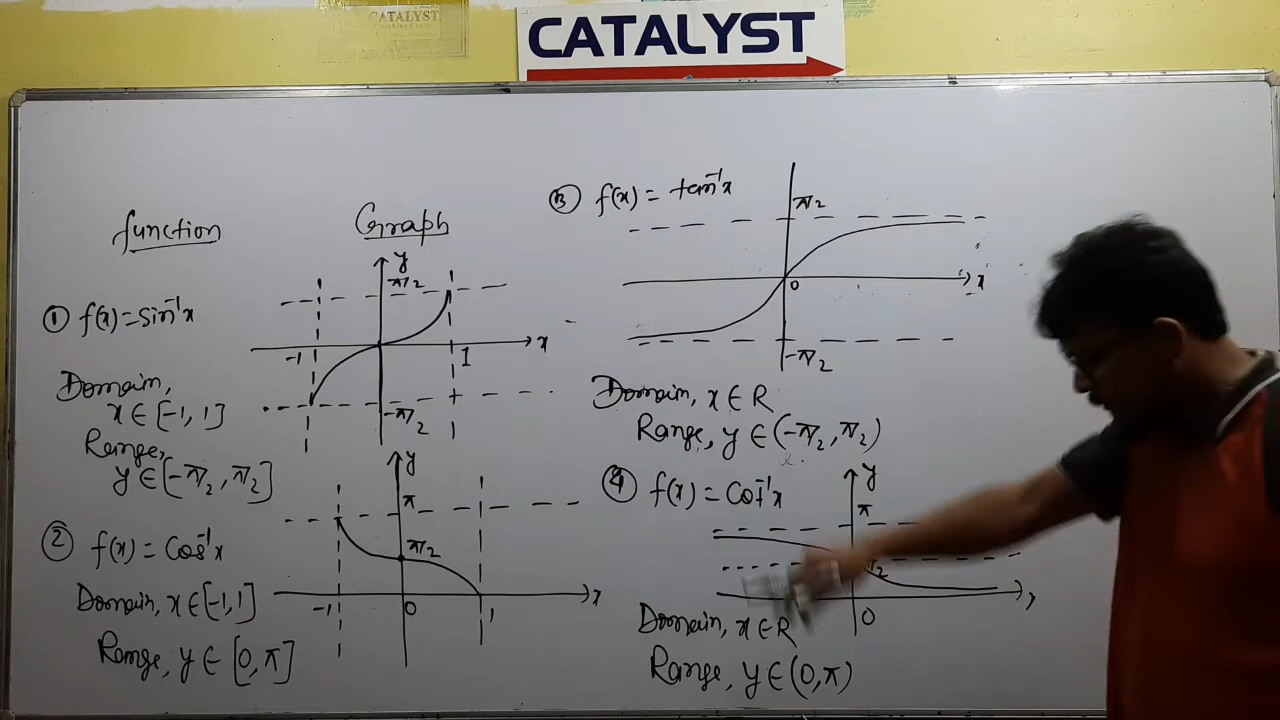 CATALYST
CATALYST
function
Graph
① f(x)=sin⁻¹x
Domain,
x∈[-1, 1]
Range,
y∈[-π/2, π/2]
y
π/2
-1
1
x
-π/2
② f(x) = Cos⁻¹x
Domain, x∈[-1,1]
Range, y∈ [0, π]
y
π
π/2
-1
0
1
x
③ f(x) = tan⁻¹x
π/2
0
x
-π/2
Domain, x∈R
Range, y∈(-π/2, π/2)
④ f(x) = Cot⁻¹x
y
π
0
Domain, x∈R
Range, y∈(0, π)